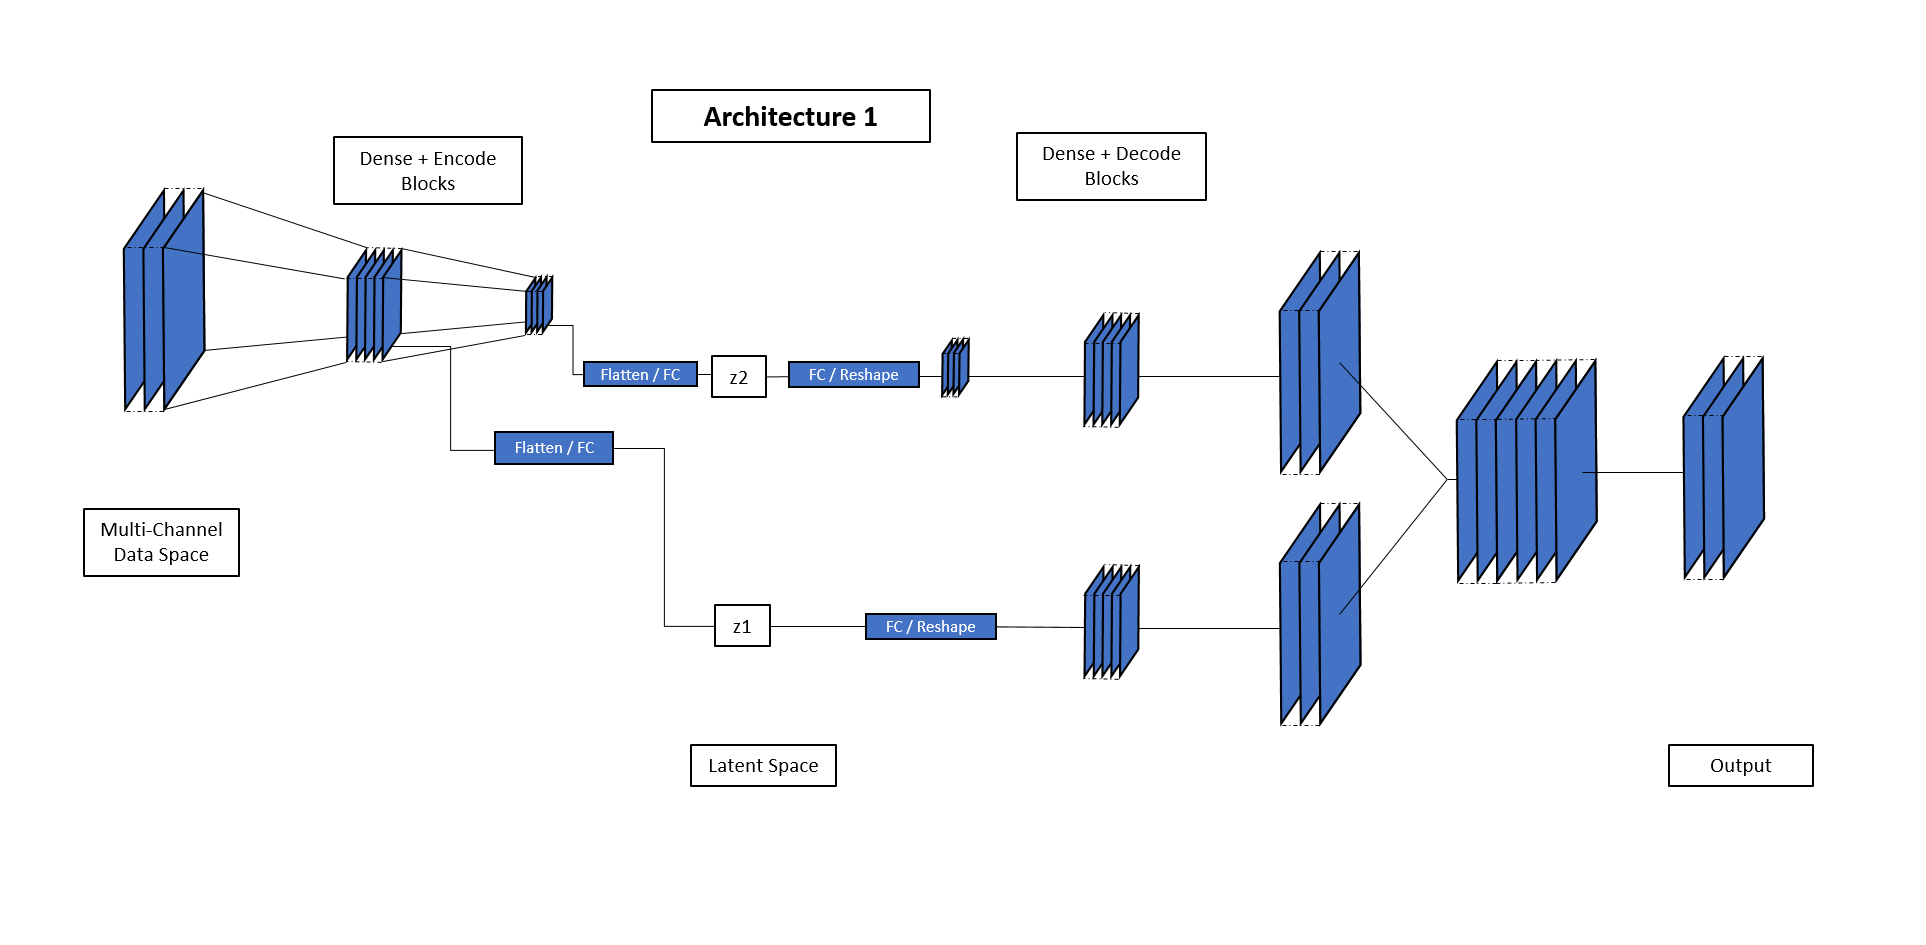 Architecture 1
Dense + Encode
Blocks
Dense + Decode
Blocks
Flatten / FC
z2
FC / Reshape
Flatten / FC
Multi-Channel
Data Space
z1
FC / Reshape
Latent Space
Output